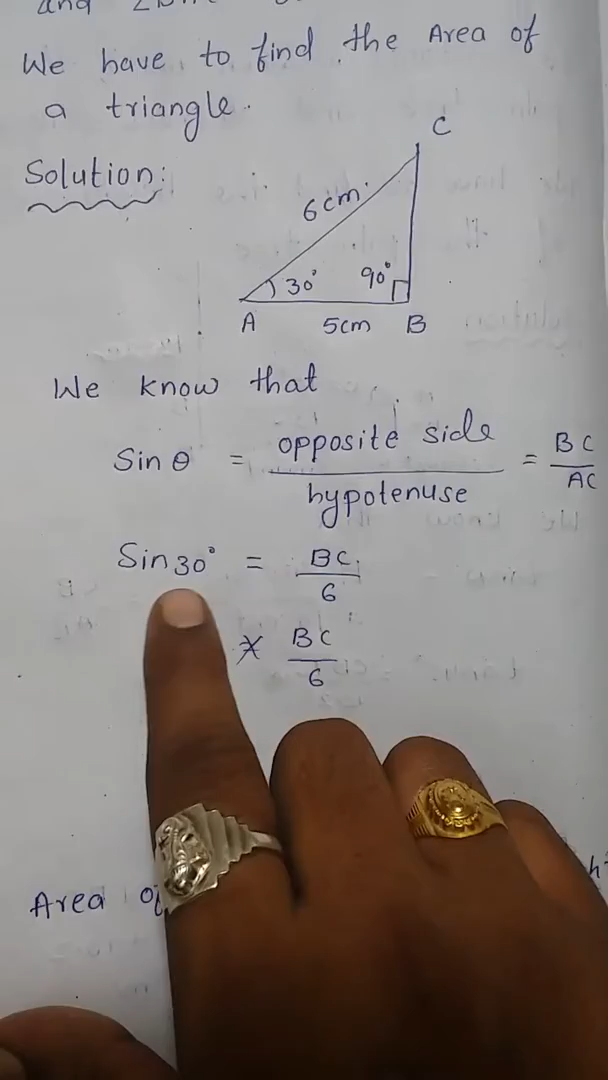 and
We have to find the Area of
a triangle.
Solution:
C
6cm
30° 90°
A 5cm B
We know that
Sin θ = opposite side / hypotenuse = BC / AC
Sin 30° = BC / 6
BC / 6
Area of